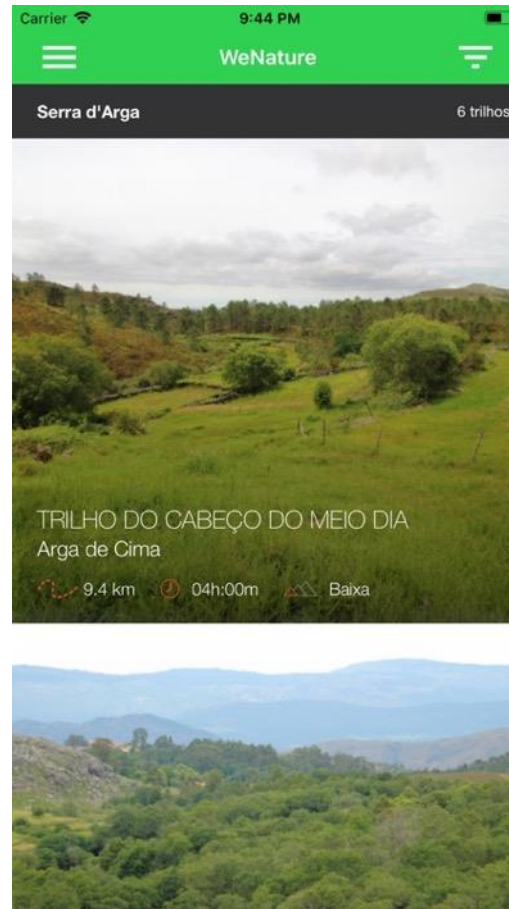 Carrier 9:44 PM
WeNature
Serra d'Arga 6 trilhos
TRILHO DO CABEÇO DO MEIO DIA
Arga de Cima
9.4 km 04h:00m Baixa